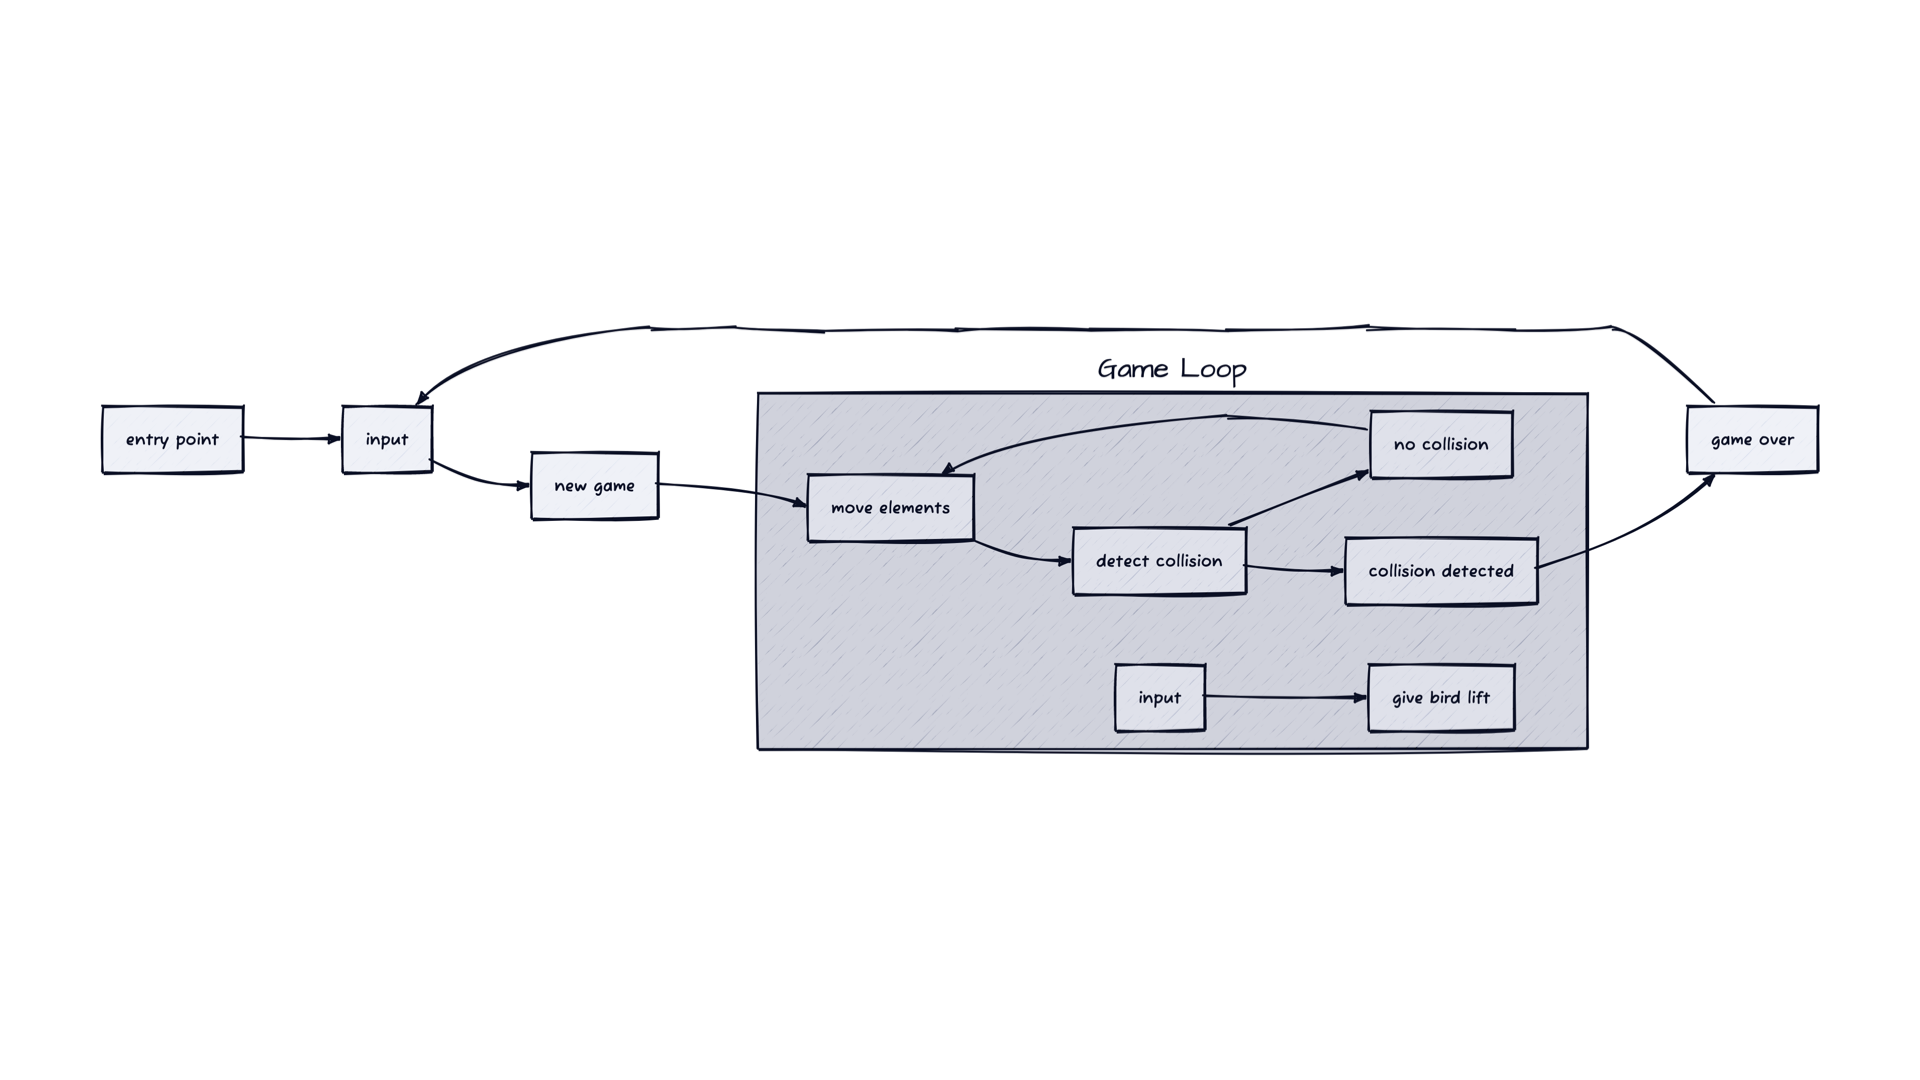 Game Loop
entry point
input
new game
move elements
detect collision
no collision
collision detected
game over
input
give bird lift